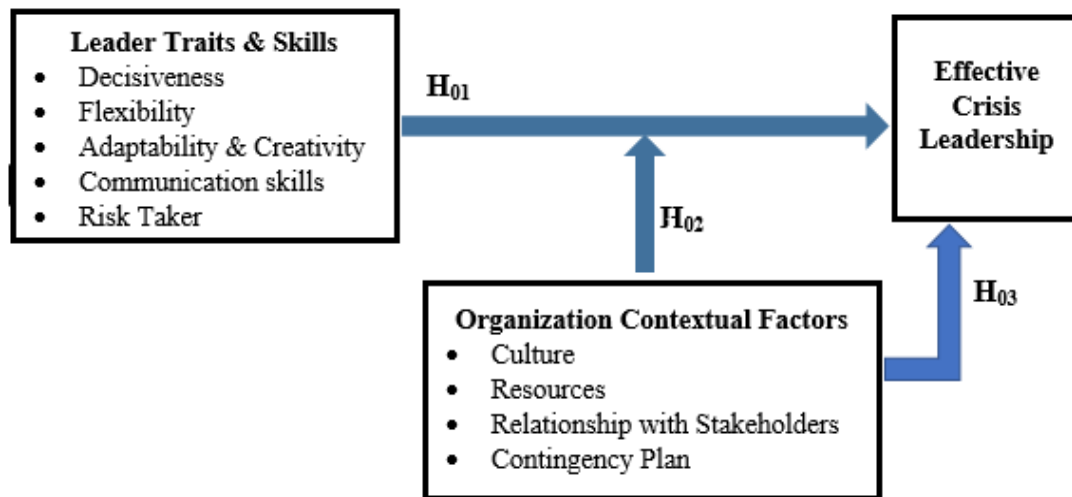 Leader Traits & Skills
• Decisiveness
• Flexibility
• Adaptability & Creativity
• Communication skills
• Risk Taker
H01
Effective
Crisis
Leadership
H02
H03
Organization Contextual Factors
• Culture
• Resources
• Relationship with Stakeholders
• Contingency Plan